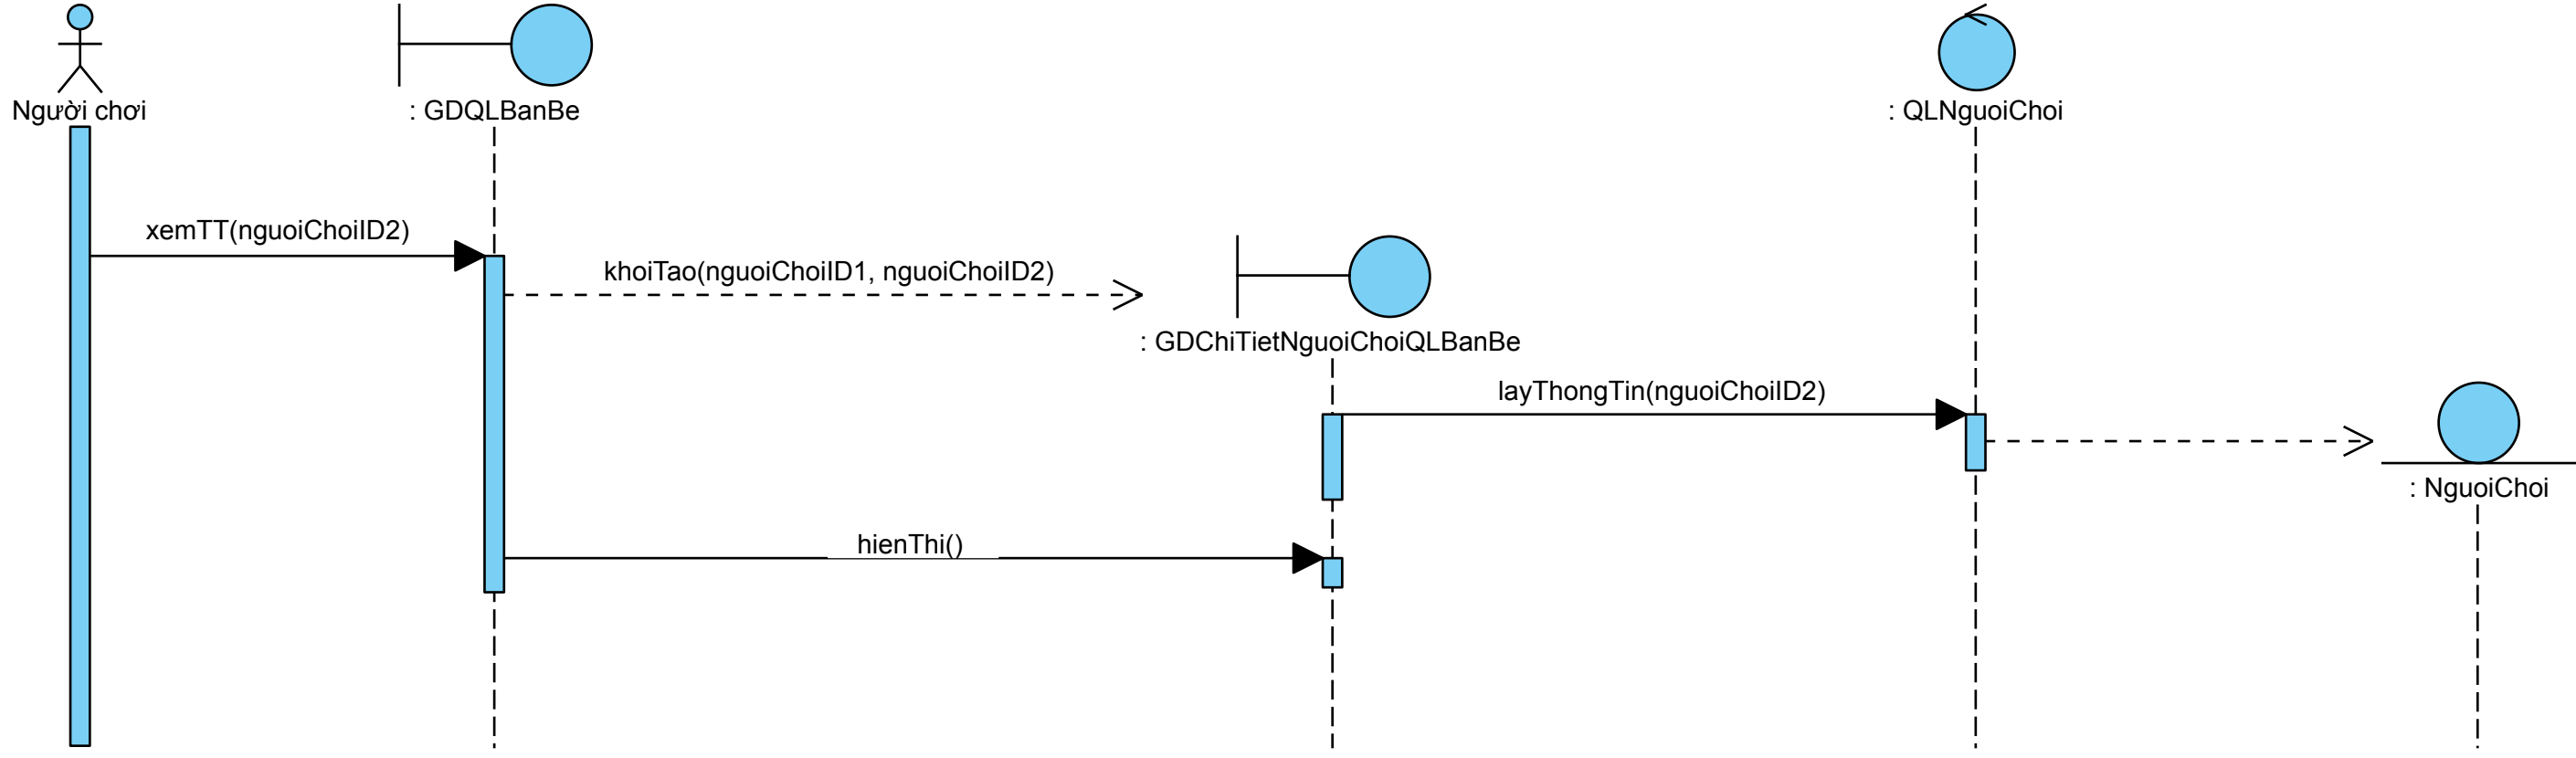 Người chơi
: GDQLBanBe
: QLNguoiChoi
xemTT(nguoiChoiID2)
khoiTao(nguoiChoiID1, nguoiChoiID2)
: GDChiTietNguoiChoiQLBanBe
layThongTin(nguoiChoiID2)
: NguoiChoi
hienThi()